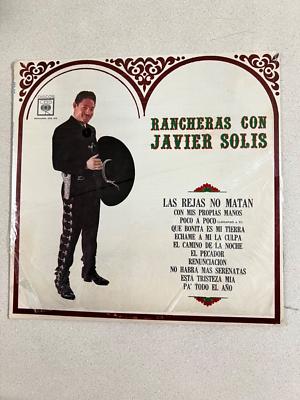 RANCHERAS CON
JAVIER SOLIS
LAS REJAS NO MATAN
CON MIS PROPIAS MANOS
POCO A POCO
QUE BONITA ES MI TIERRA
ECHAME A MI LA CULPA
EL CAMINO DE LA NOCHE
EL PECADOR
RENUNCIACION
NO HABRA MAS SERENATAS
ESTA TRISTEZA MIA
PA' TODO EL AÑO